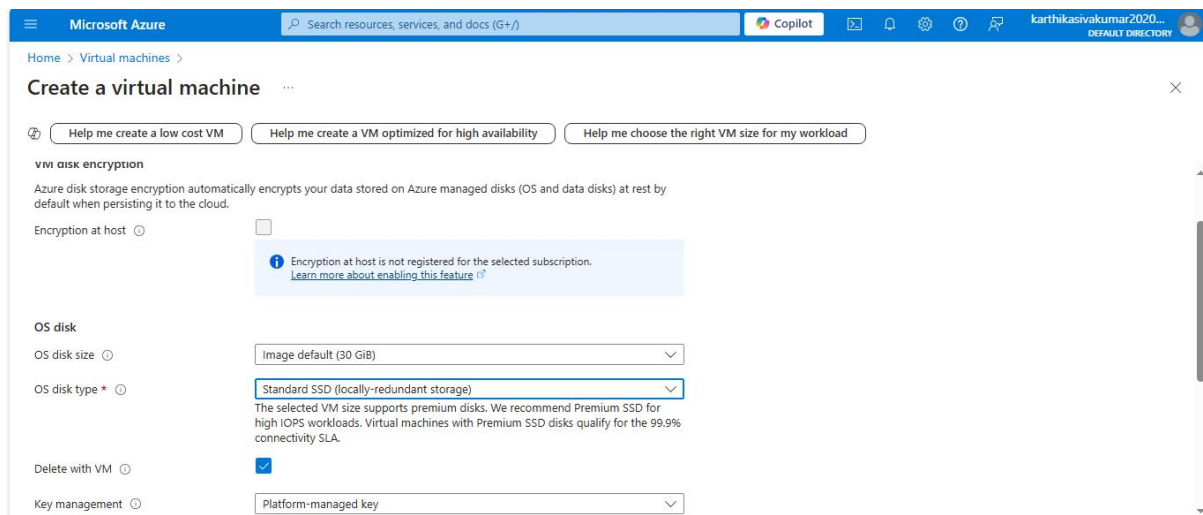 Microsoft Azure
Search resources, services, and docs (G+/)
Copilot
karthikasivakumar2020...
DEFAULT DIRECTORY
Home > Virtual machines >
Create a virtual machine ...
Help me create a low cost VM
Help me create a VM optimized for high availability
Help me choose the right VM size for my workload
VM disk encryption
Azure disk storage encryption automatically encrypts your data stored on Azure managed disks (OS and data disks) at rest by
default when persisting it to the cloud.
Encryption at host
Encryption at host is not registered for the selected subscription.
Learn more about enabling this feature
OS disk
OS disk size
Image default (30 GiB)
OS disk type *
Standard SSD (locally-redundant storage)
The selected VM size supports premium disks. We recommend Premium SSD for
high IOPS workloads. Virtual machines with Premium SSD disks qualify for the 99.9%
connectivity SLA.
Delete with VM
Key management
Platform-managed key